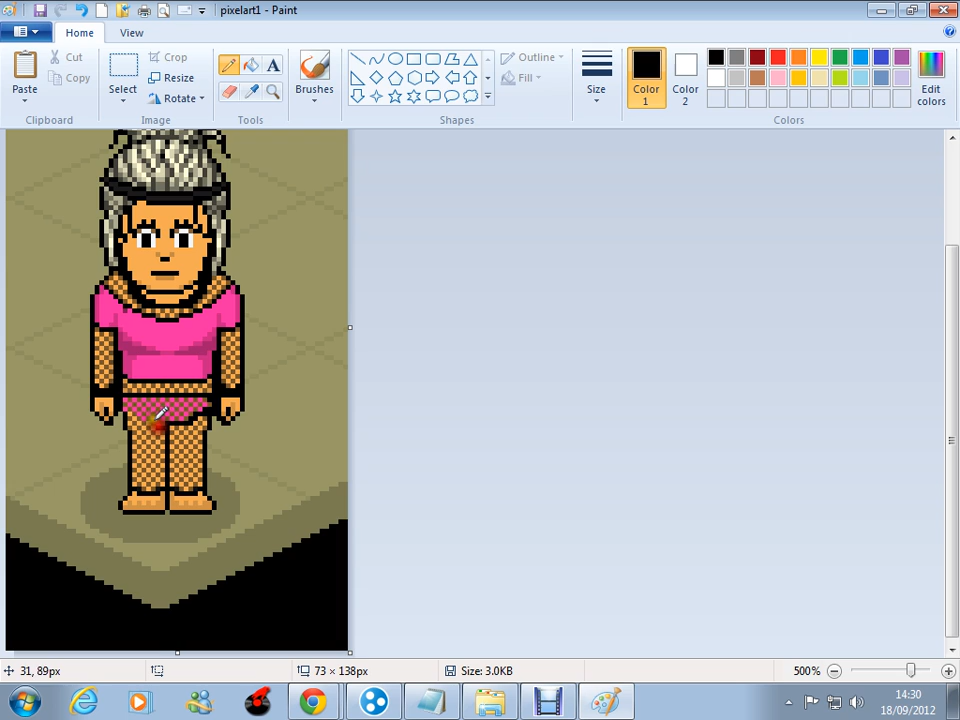 pixelart1 - Paint
Home
View
Paste
Cut
Copy
Clipboard
Select
Crop
Resize
Rotate
Image
A
Tools
Brushes
Outline
Fill
Shapes
Size
Color 1
Color 2
Edit colors
Colors
31, 89px
73 × 138px
Size: 3.0KB
500%
14:30
18/09/2012